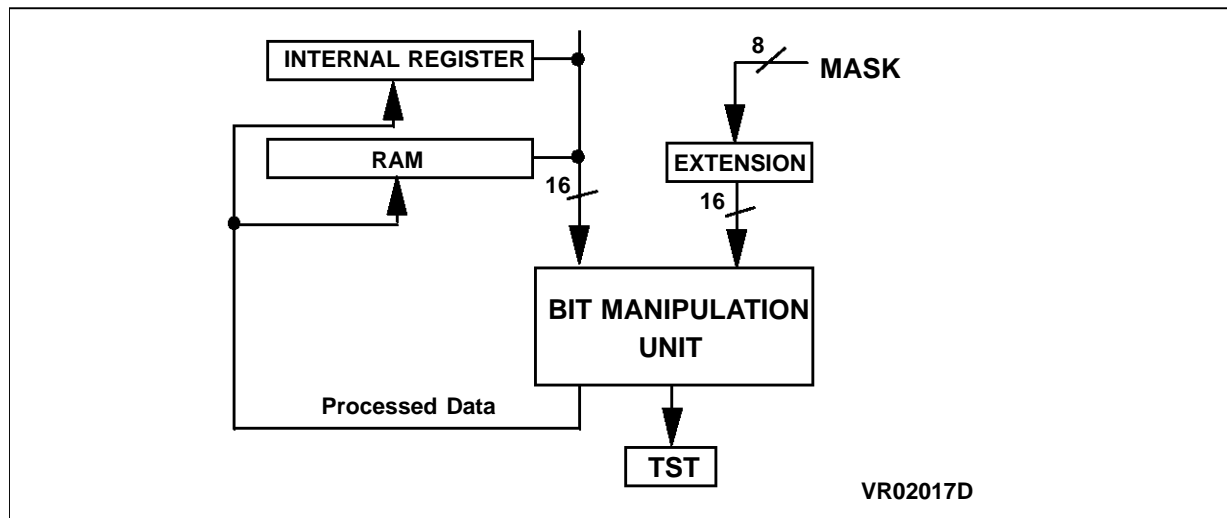 INTERNAL REGISTER
8
MASK
RAM
EXTENSION
16
16
BIT MANIPULATION
UNIT
Processed Data
TST
VR02017D